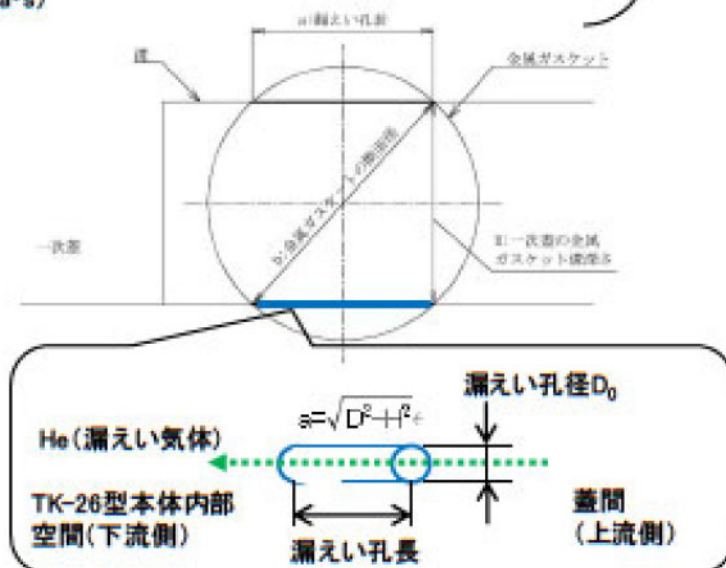 a:漏えい孔長
蓋
金属ガスケット
b:金属ガスケットの断面径
一次蓋
H:一次蓋の金属
ガスケット溝深さ
漏えい孔径D₀
a=√D²-H²
He(漏えい気体)
TK-26型本体内部
空間(下流側)
蓋間
(上流側)
漏えい孔長